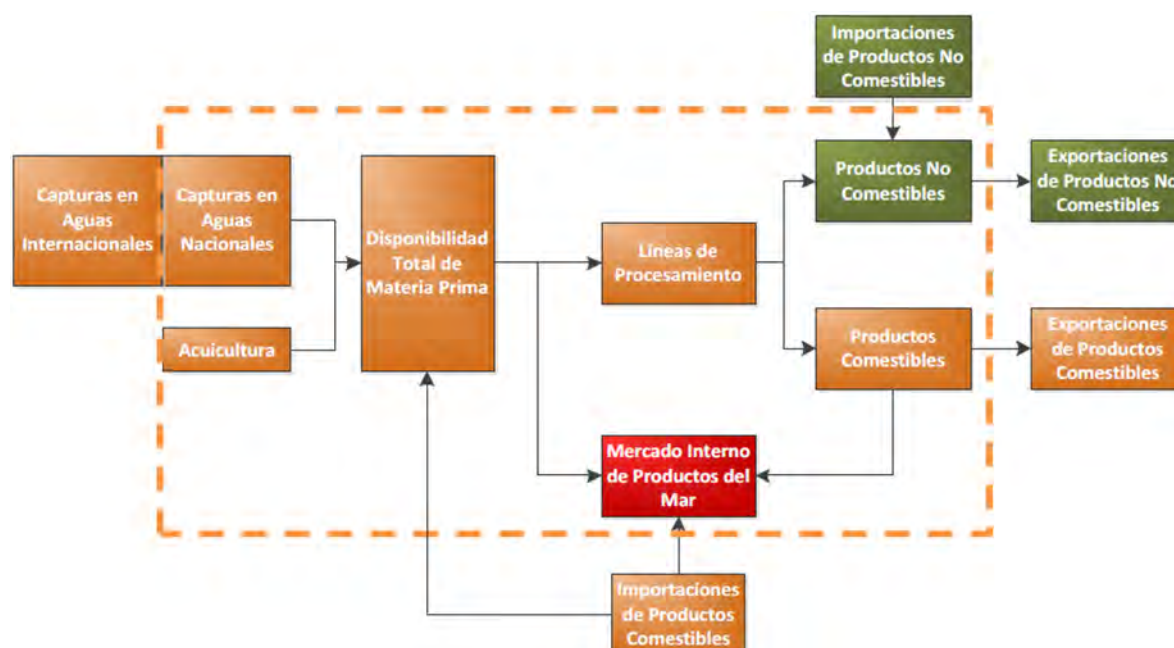 Importaciones
de Productos No
Comestibles
Capturas en
Aguas
Internacionales
Capturas en
Aguas
Nacionales
Disponibilidad
Total de
Materia Prima
Acuicultura
Líneas de
Procesamiento
Productos No
Comestibles
Exportaciones
de Productos No
Comestibles
Productos
Comestibles
Exportaciones
de Productos
Comestibles
Mercado Interno
de Productos del
Mar
Importaciones
de Productos
Comestibles